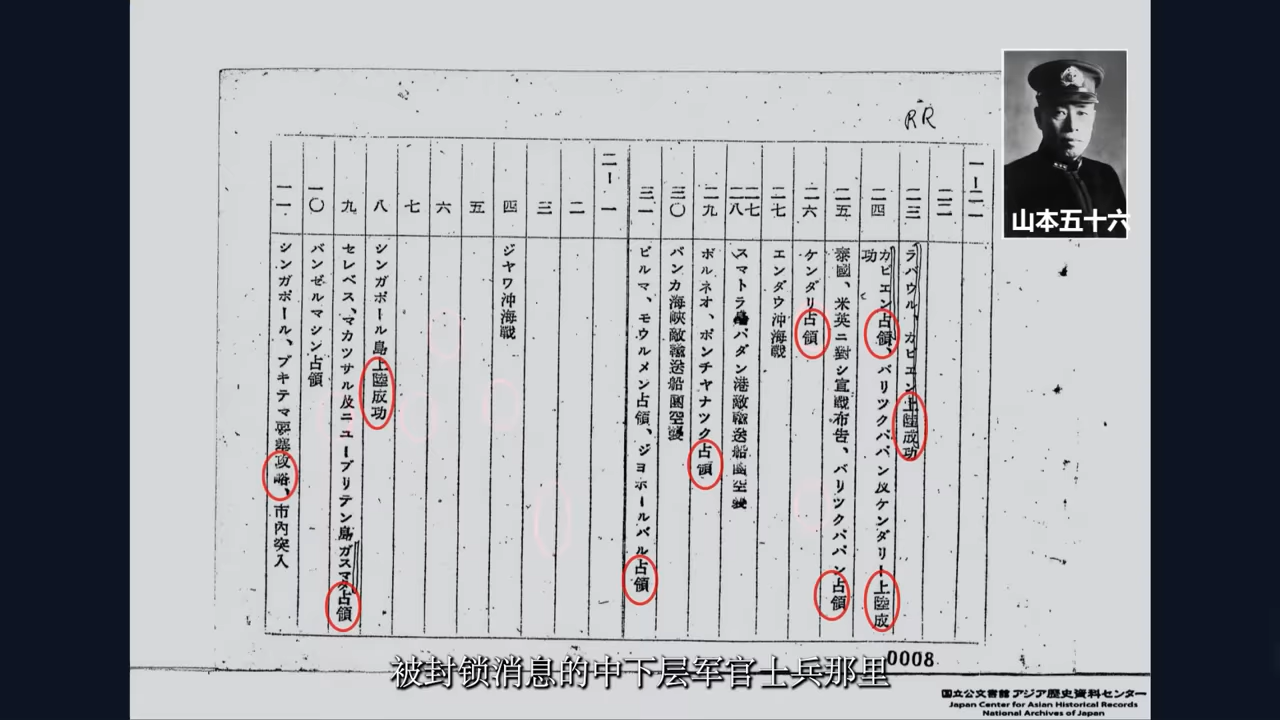 RR
山本五十六
一—二一
二二
二三 ラバウル、カビエン上陸成功
二四 カビエン占領、バリツクパパン及ケンダリー上陸成功
二五 泰國、米英ニ對シ宣戰布告、バリツクパパン占領
二六 ケンダリ占領
二七 エンダウ沖海戰
二七
二八 スマトラ島パダン港敵輸送船團空襲
二九 ボルネオ、ポンチヤナツク占領
三〇 バンカ海峽敵輸送船團空襲
三一 ビルマ、モウルメン占領、ジヨホールバル占領
二—一
二
三
四 ジヤワ沖海戰
五
六
七
八 シンガポール島上陸成功
九 セレベス、マカツサル及ニユーブリテン島ガスマタ占領
一〇 バンゼルマシン占領
一一 シンガポール、ブキテマ要塞攻略、市内突入
0008
被封锁消息的中下层军官士兵那里
国立公文書館 アジア歴史資料センター
Japan Center for Asian Historical Records
National Archives of Japan